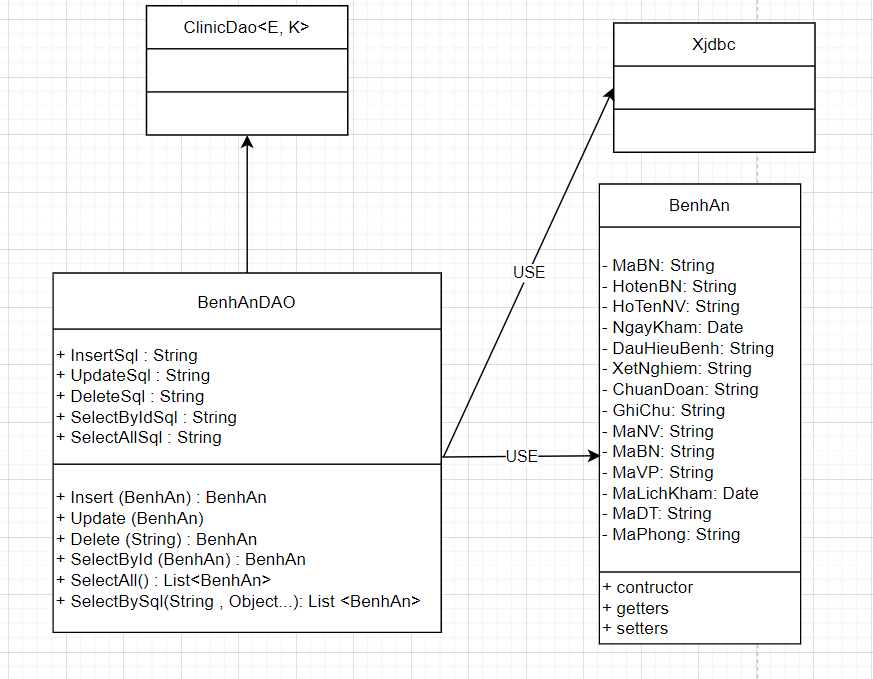 ClinicDao<E, K>
Xjdbc
BenhAnDAO
+ InsertSql : String
+ UpdateSql : String
+ DeleteSql : String
+ SelectByIdSql : String
+ SelectAllSql : String
+ Insert (BenhAn) : BenhAn
+ Update (BenhAn)
+ Delete (String) : BenhAn
+ SelectById (BenhAn) : BenhAn
+ SelectAll() : List<BenhAn>
+ SelectBySql(String , Object...): List <BenhAn>
USE
USE
BenhAn
- MaBN: String
- HotenBN: String
- HoTenNV: String
- NgayKham: Date
- DauHieuBenh: String
- XetNghiem: String
- ChuanDoan: String
- GhiChu: String
- MaNV: String
- MaBN: String
- MaVP: String
- MaLichKham: Date
- MaDT: String
- MaPhong: String
+ contructor
+ getters
+ setters